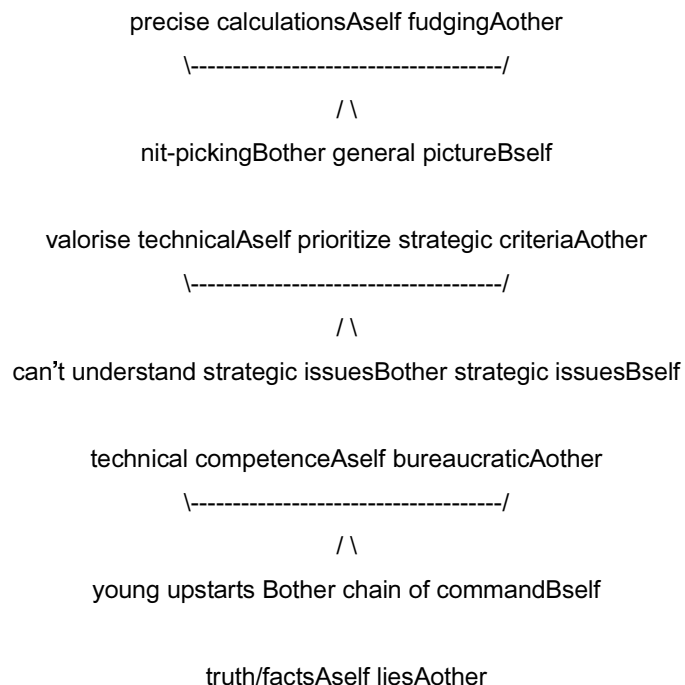 precise calculationsAself fudgingAother
\-------------------------------------/
/ \
nit-pickingBother general pictureBself
valorise technicalAself prioritize strategic criteriaAother
\-------------------------------------/
/ \
can’t understand strategic issuesBother strategic issuesBself
technical competenceAself bureaucraticAother
\-------------------------------------/
/ \
young upstarts Bother chain of commandBself
truth/factsAself liesAother